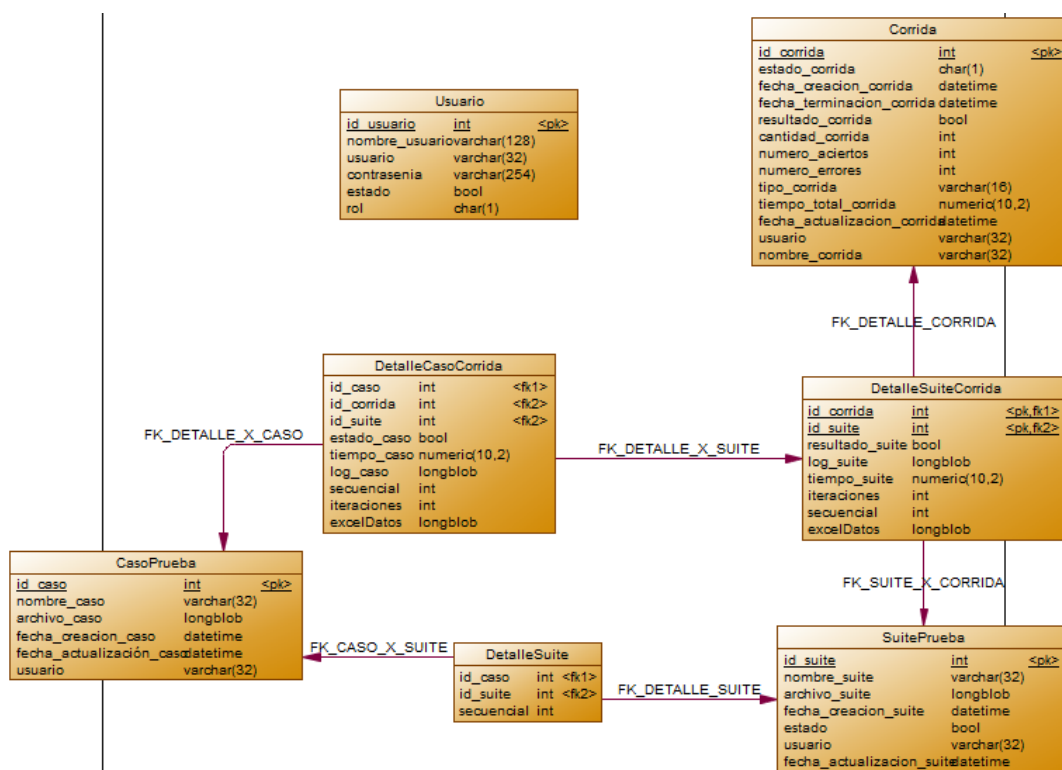 Corrida
id_corrida int <pk>
estado_corrida char(1)
fecha_creacion_corrida datetime
fecha_terminacion_corrida datetime
resultado_corrida bool
cantidad_corrida int
numero_aciertos int
numero_errores int
tipo_corrida varchar(16)
tiempo_total_corrida numeric(10,2)
fecha_actualizacion_corrida datetime
usuario varchar(32)
nombre_corrida varchar(32)
Usuario
id_usuario int <pk>
nombre_usuario varchar(128)
usuario varchar(32)
contrasenia varchar(254)
estado bool
rol char(1)
FK_DETALLE_CORRIDA
DetalleCasoCorrida
id_caso int <fk1>
id_corrida int <fk2>
id_suite int <fk2>
estado_caso bool
tiempo_caso numeric(10,2)
log_caso longblob
secuencial int
iteraciones int
excelDatos longblob
FK_DETALLE_X_CASO
FK_DETALLE_X_SUITE
DetalleSuiteCorrida
id_corrida int <pk,fk1>
id_suite int <pk,fk2>
resultado_suite bool
log_suite longblob
tiempo_suite numeric(10,2)
iteraciones int
secuencial int
excelDatos longblob
FK_SUITE_X_CORRIDA
CasoPrueba
id_caso int <pk>
nombre_caso varchar(32)
archivo_caso longblob
fecha_creacion_caso datetime
fecha_actualización_caso datetime
usuario varchar(32)
FK_CASO_X_SUITE
DetalleSuite
id_caso int <fk1>
id_suite int <fk2>
secuencial int
FK_DETALLE_SUITE
SuitePrueba
id_suite int <pk>
nombre_suite varchar(32)
archivo_suite longblob
fecha_creacion_suite datetime
estado bool
usuario varchar(32)
fecha_actualizacion_suite datetime